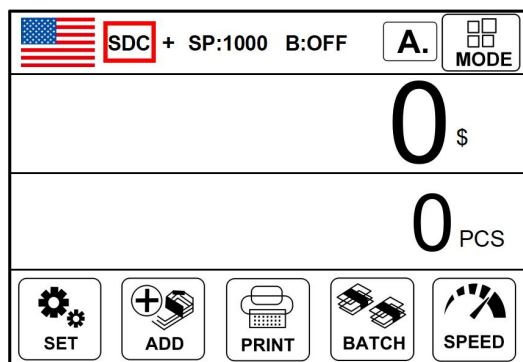 SDC + SP:1000 B:OFF A. MODE
0 $
0 PCS
SET ADD PRINT BATCH SPEED